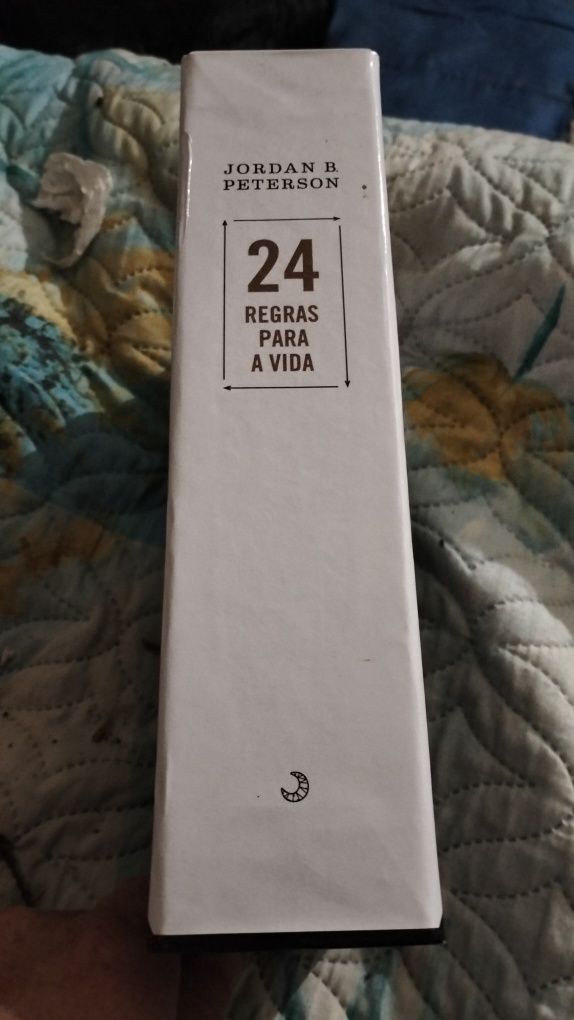 JORDAN B.
PETERSON
24
REGRAS
PARA
A VIDA